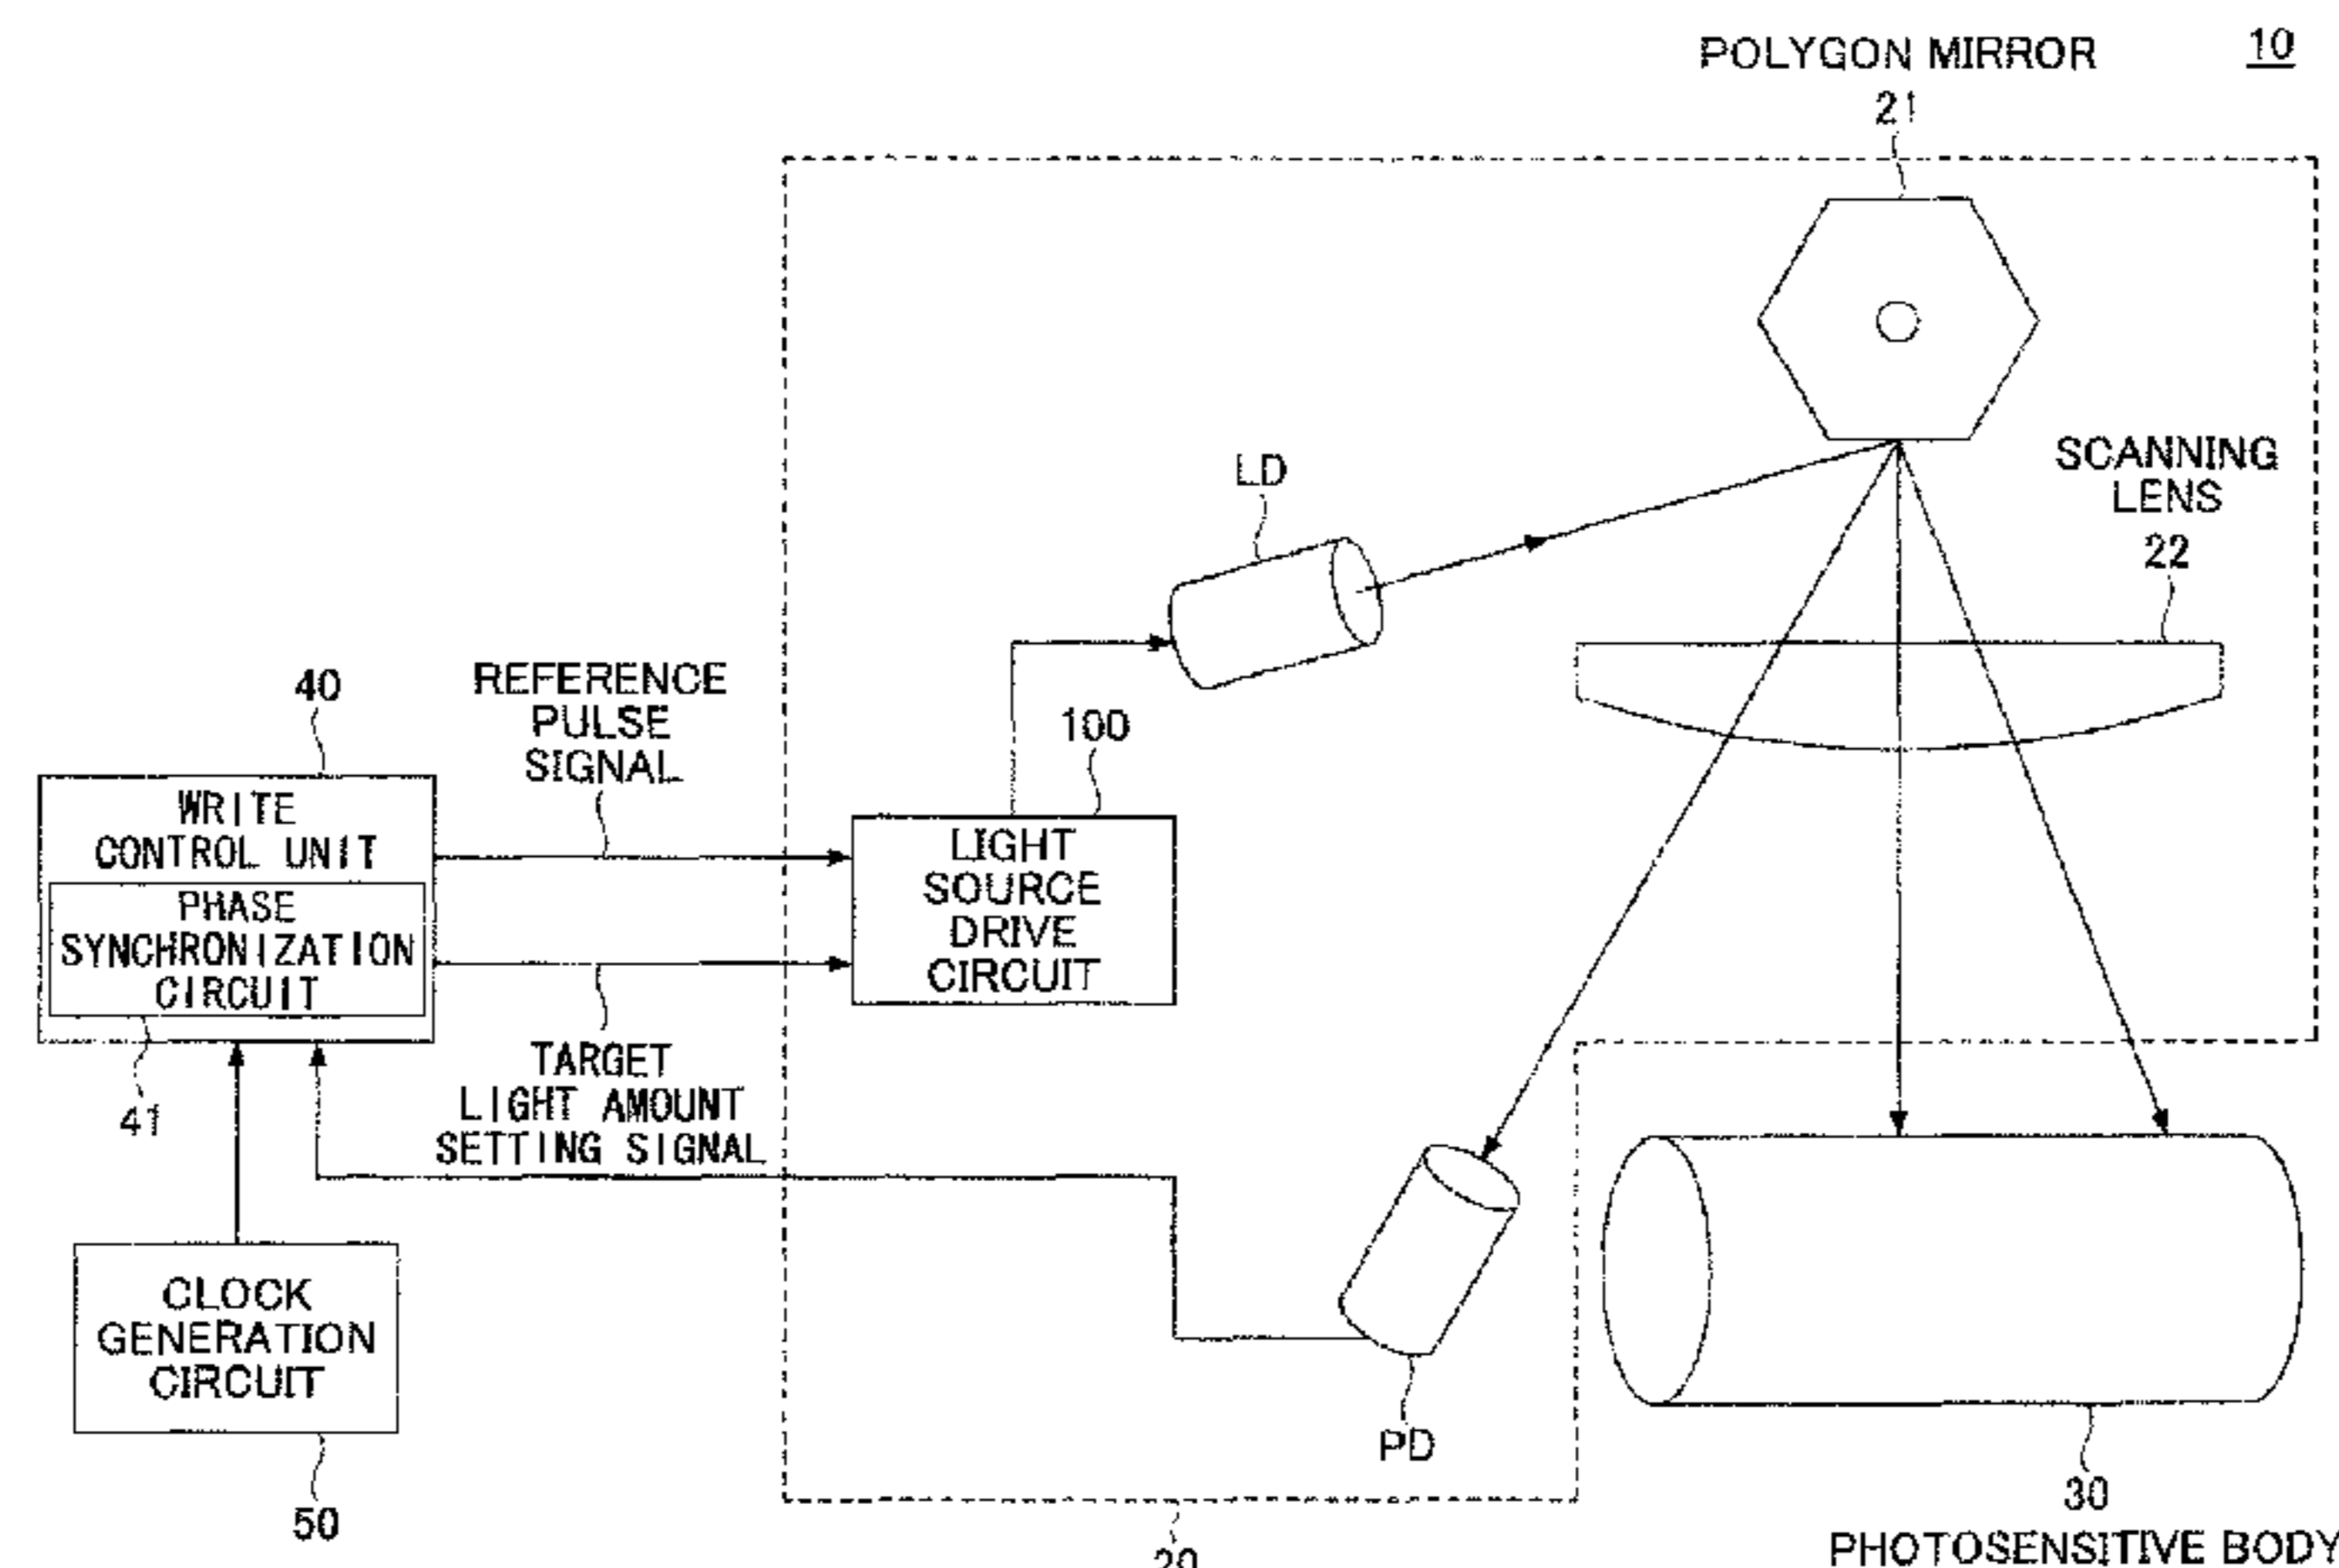 10
POLYGON MIRROR
21
SCANNING
LENS
22
LD
100
REFERENCE
PULSE
SIGNAL
40
WRITE
CONTROL UNIT
PHASE
SYNCHRONIZATION
CIRCUIT
41
LIGHT
SOURCE
DRIVE
CIRCUIT
TARGET
LIGHT AMOUNT
SETTING SIGNAL
CLOCK
GENERATION
CIRCUIT
50
PD
30
PHOTOSENSITIVE BODY
20